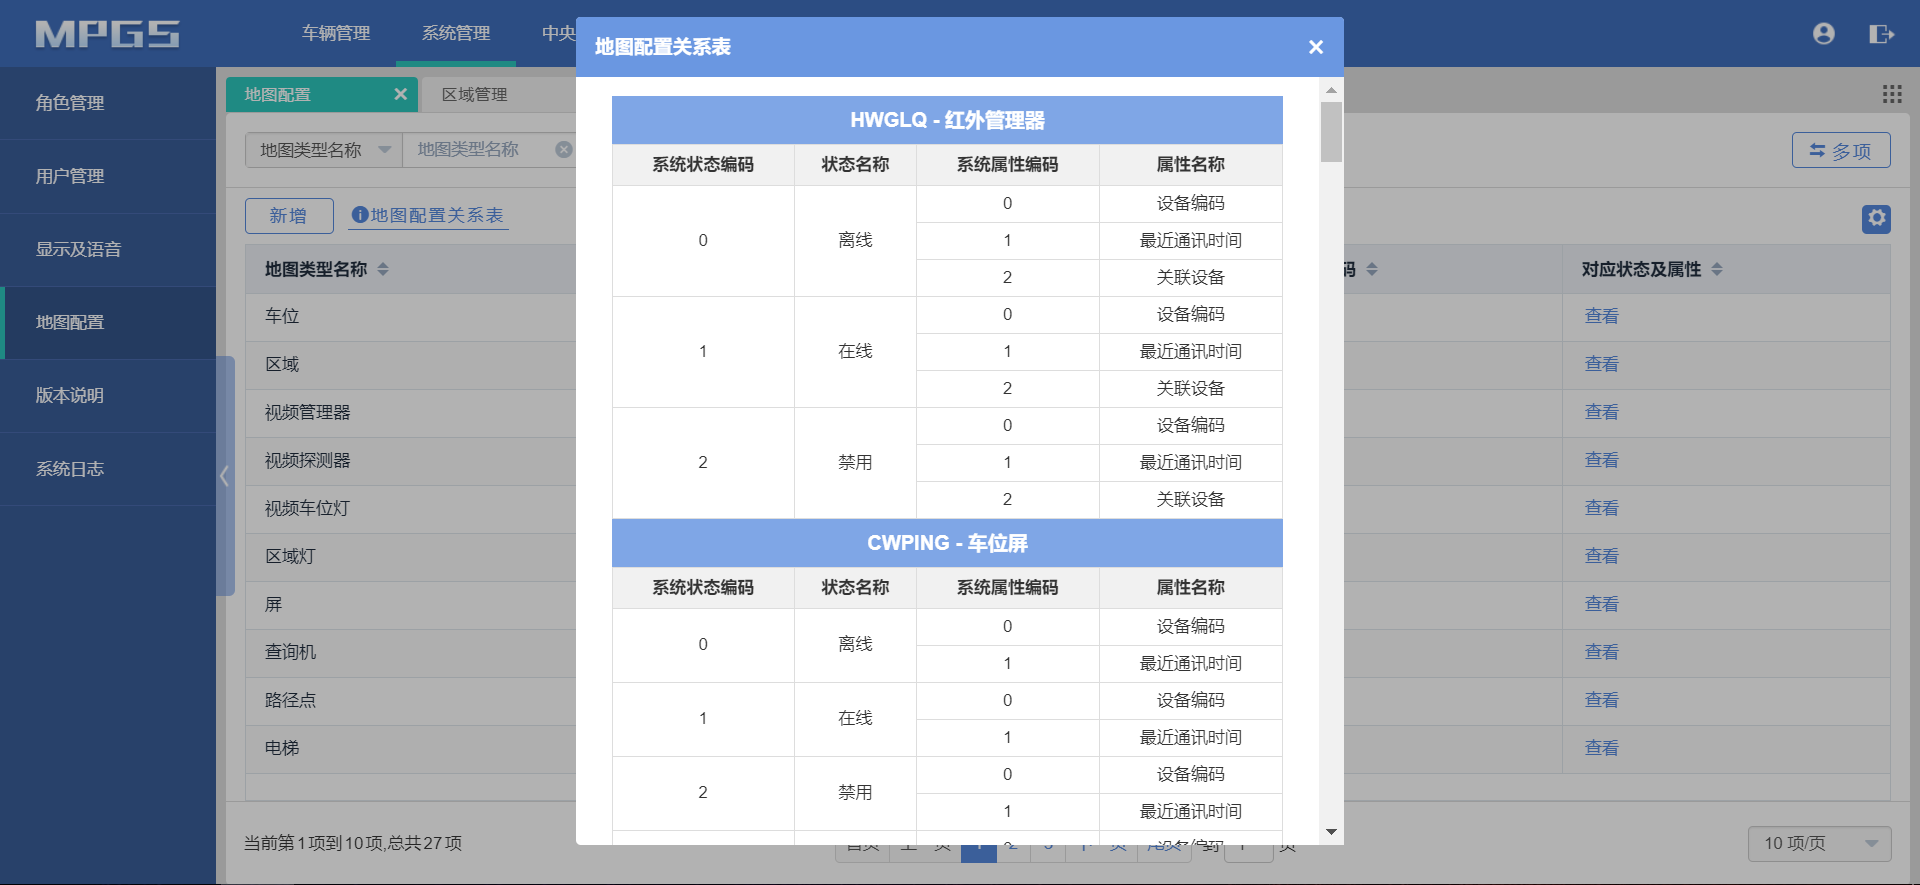 MPGS
车辆管理
系统管理
中央
角色管理
用户管理
显示及语音
地图配置
版本说明
系统日志
地图配置
区域管理
地图类型名称
地图类型名称
多项
新增
地图配置关系表
地图类型名称
码
对应状态及属性
车位
查看
区域
查看
视频管理器
查看
视频探测器
查看
视频车位灯
查看
区域灯
查看
屏
查看
查询机
查看
路径点
查看
电梯
查看
当前第1项到10项,总共27项
10 项/页
地图配置关系表
HWGLQ - 红外管理器
系统状态编码 状态名称 系统属性编码 属性名称
0 离线 0 设备编码
1 最近通讯时间
2 关联设备
1 在线 0 设备编码
1 最近通讯时间
2 关联设备
2 禁用 0 设备编码
1 最近通讯时间
2 关联设备
CWPING - 车位屏
系统状态编码 状态名称 系统属性编码 属性名称
0 离线 0 设备编码
1 最近通讯时间
1 在线 0 设备编码
1 最近通讯时间
2 禁用 0 设备编码
1 最近通讯时间